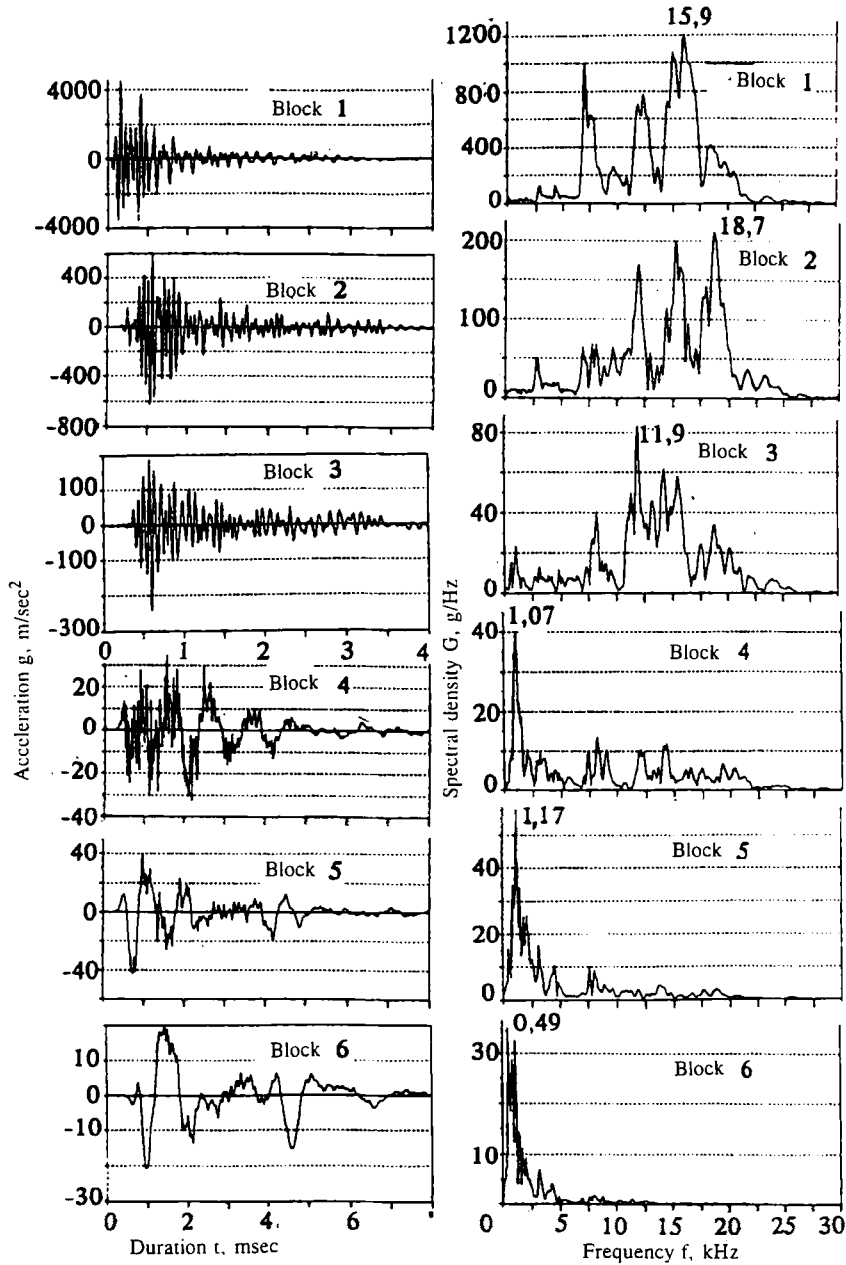 4000
0
-4000
Block 1
400
0
-400
-800
Block 2
100
0
-100
-300
Block 3
0 1 2 3 4
20
0
-20
-40
Block 4
40
0
-40
Block 5
10
0
-10
-30
Block 6
0 2 4. 6
Duration t, msec
Acceleration g, m/sec²
15,9
1200
800
400
0
Block 1
18,7
200
100
0
Block 2
11,9
80
40
0
Block 3
1,07
40
20
0
Block 4
1,17
40
20
0
Block 5
0,49
30
10
Block 6
0 5 10 15 20 25 30
Frequency f, kHz
Spectral density G, g/Hz